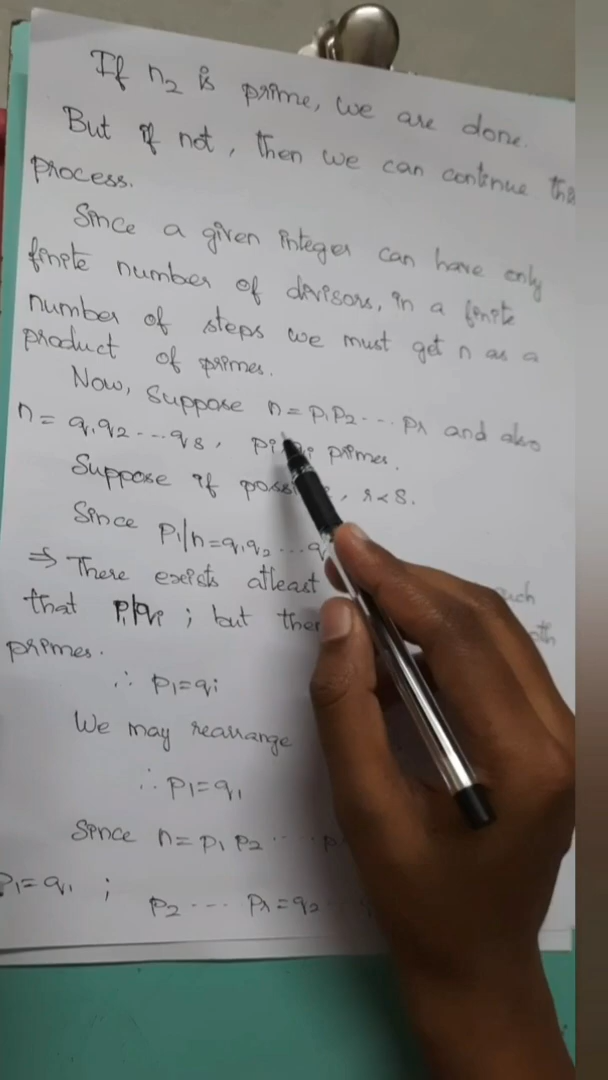 If n₂ is prime, we are done.
But if not, then we can continue this
process.
Since a given integer can have only
finite number of divisors, in a finite
number of steps we must get n as a
product of primes.
Now, suppose n = p₁p₂ ... pᵣ and also
n = q₁q₂ ... qₛ, primes.
Suppose if r < s.
Since p₁/n = q₁q₂ ... q
⇒ There exists atleast such
that p₁/qᵢ ; but
primes.
∴ p₁ = qᵢ
We may rearrange
∴ p₁ = q₁
Since n = p₁ p₂ ... p
p₁ = q₁ ;
p₂ ... pᵣ = q₂